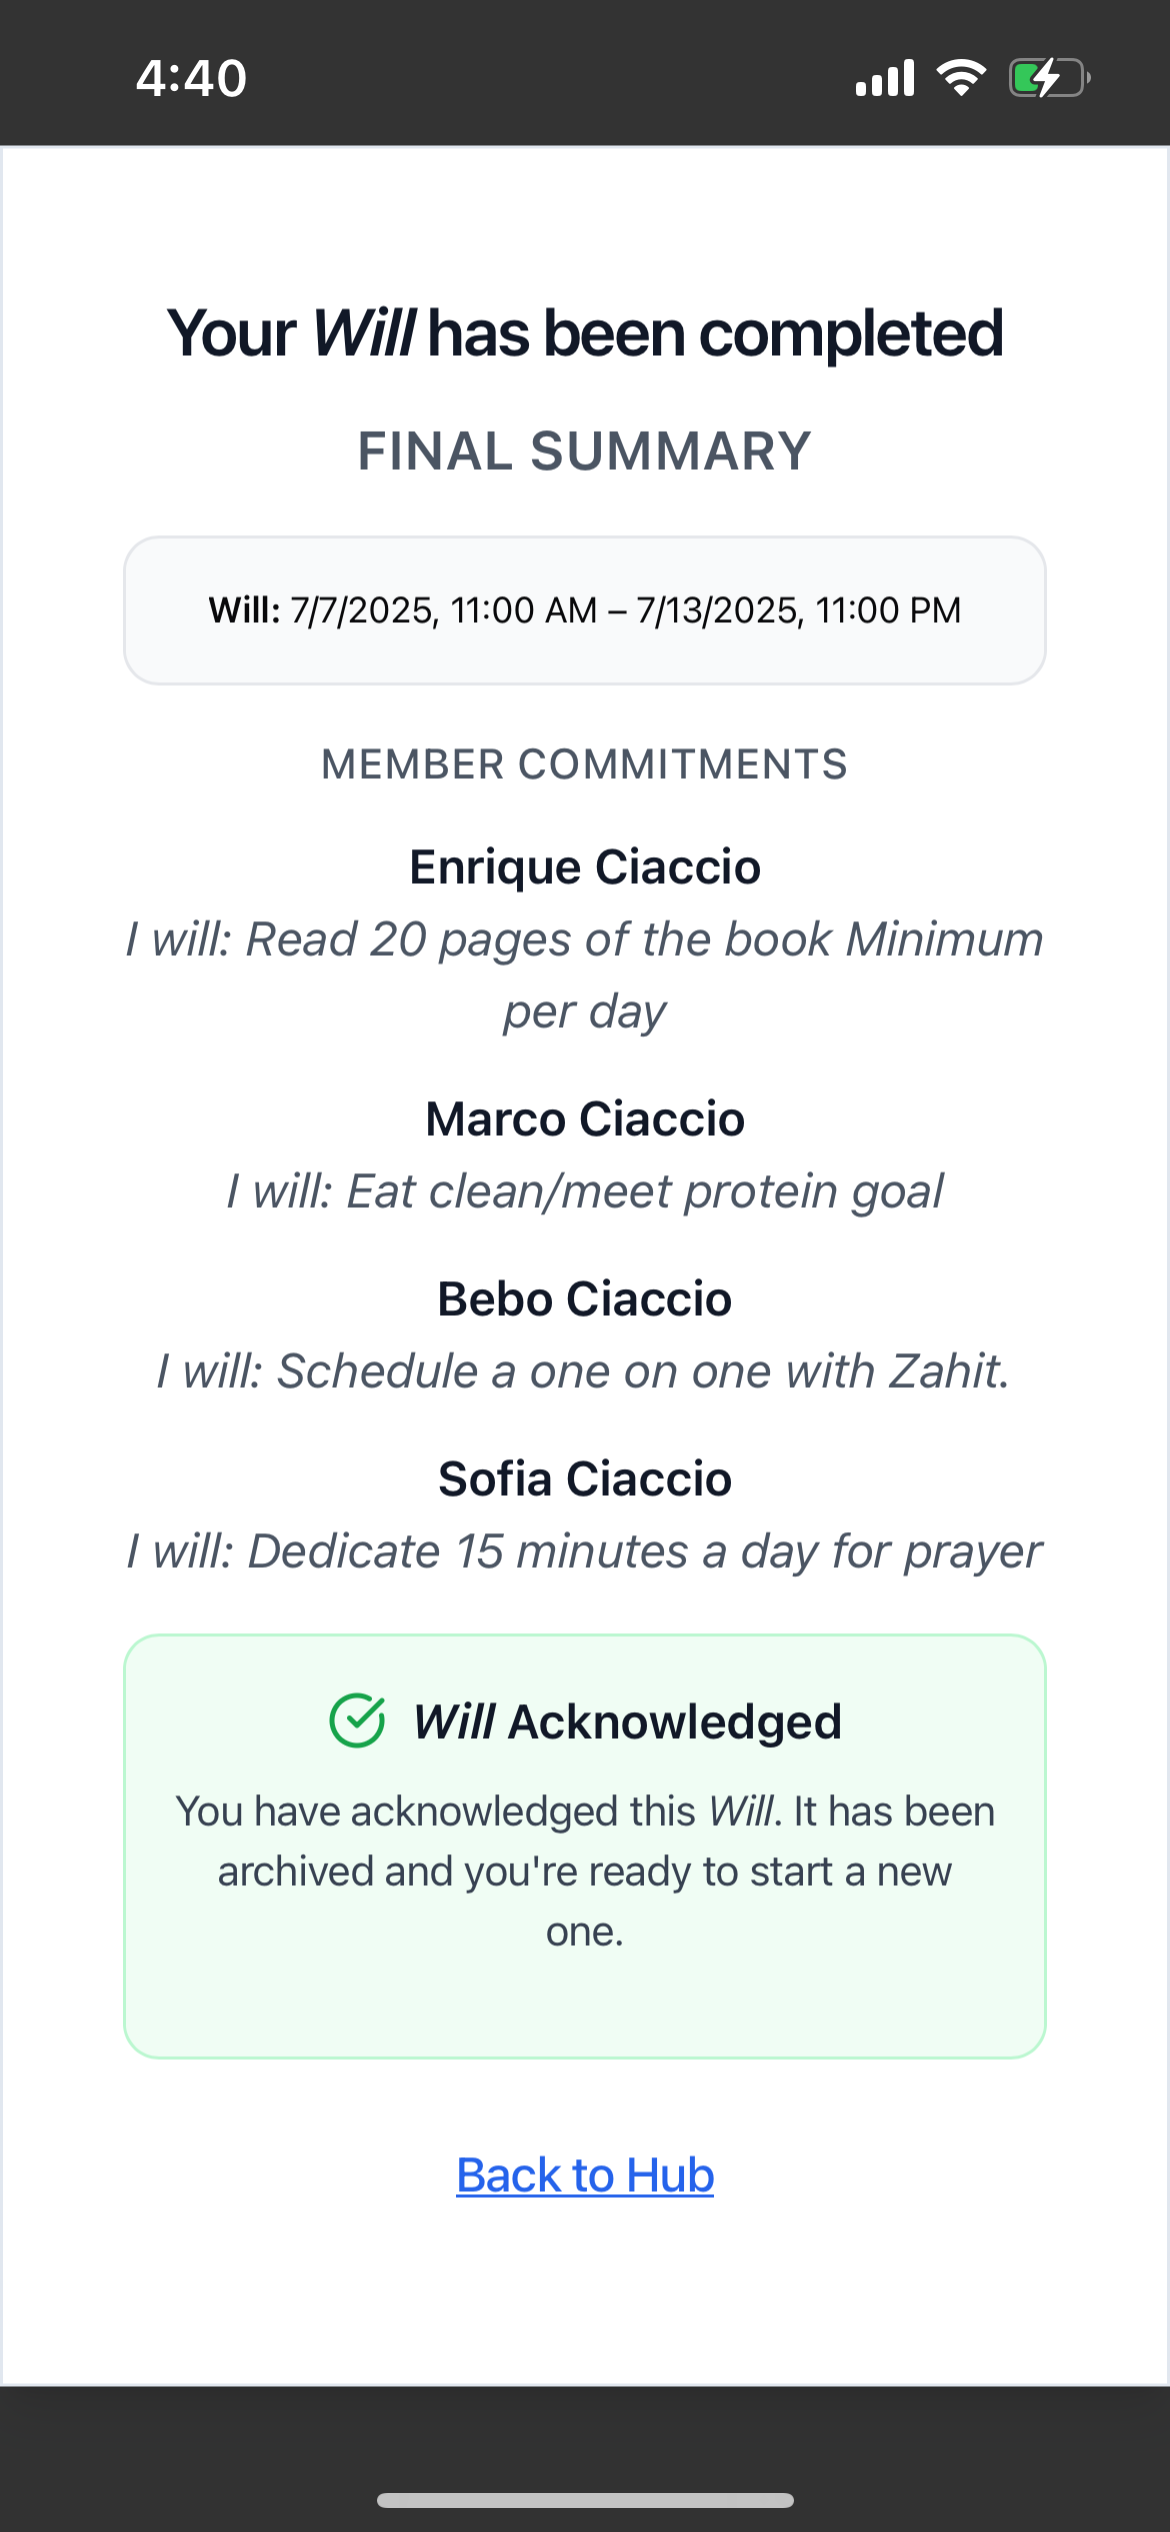 4:40
Your Will has been completed
FINAL SUMMARY
Will: 7/7/2025, 11:00 AM – 7/13/2025, 11:00 PM
MEMBER COMMITMENTS
Enrique Ciaccio
I will: Read 20 pages of the book Minimum
per day
Marco Ciaccio
I will: Eat clean/meet protein goal
Bebo Ciaccio
I will: Schedule a one on one with Zahit.
Sofia Ciaccio
I will: Dedicate 15 minutes a day for prayer
Will Acknowledged
You have acknowledged this Will. It has been
archived and you're ready to start a new
one.
Back to Hub